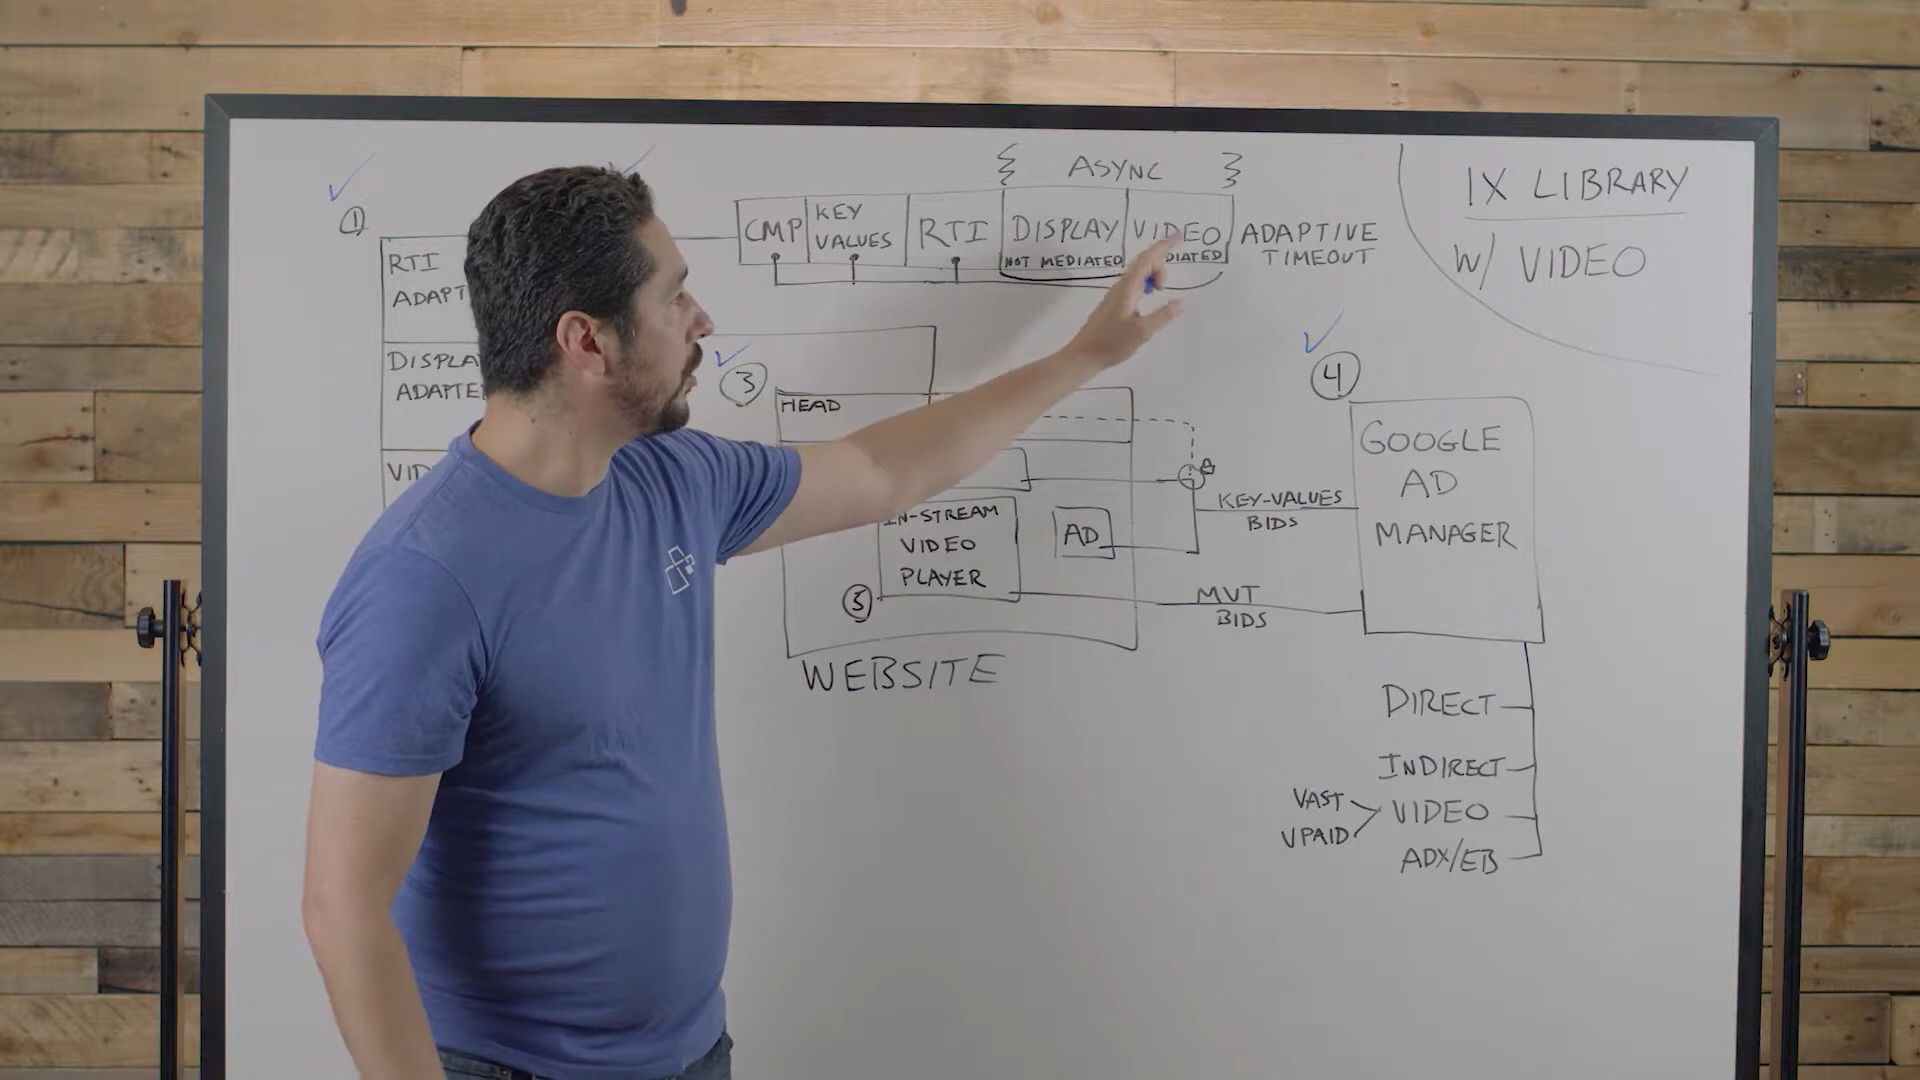 IX LIBRARY
W/ VIDEO
ASYNC
①
CMP
KEY
VALUES
RTI
DISPLAY
NOT MEDIATED
VIDEO
ADAPTIVE
TIMEOUT
RTI
DISPLAY
③
HEAD
IN-STREAM
VIDEO
PLAYER
⑤
AD
WEBSITE
KEY-VALUES
BIDS
MVT
BIDS
④
GOOGLE
AD
MANAGER
DIRECT
INDIRECT
VAST
VPAID
VIDEO
ADX/EB